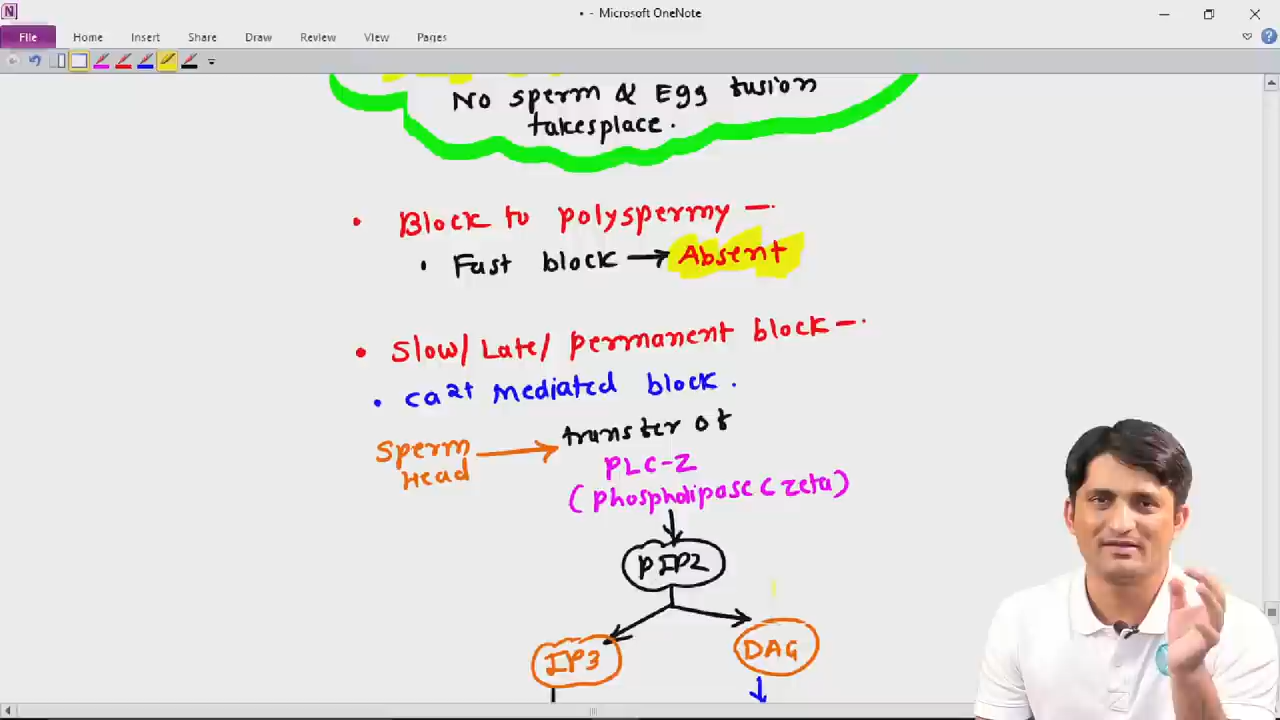 • - Microsoft OneNote
File Home Insert Share Draw Review View Pages
No sperm & Egg fusion
takesplace.
• Block to polyspermy -
• Fast block → Absent
• Slow/Late/permanent block -
• Ca2+ mediated block.
Sperm Head → transfer of
PLC-Z
(phospholipase C zeta)
PIP2
IP3 DAG